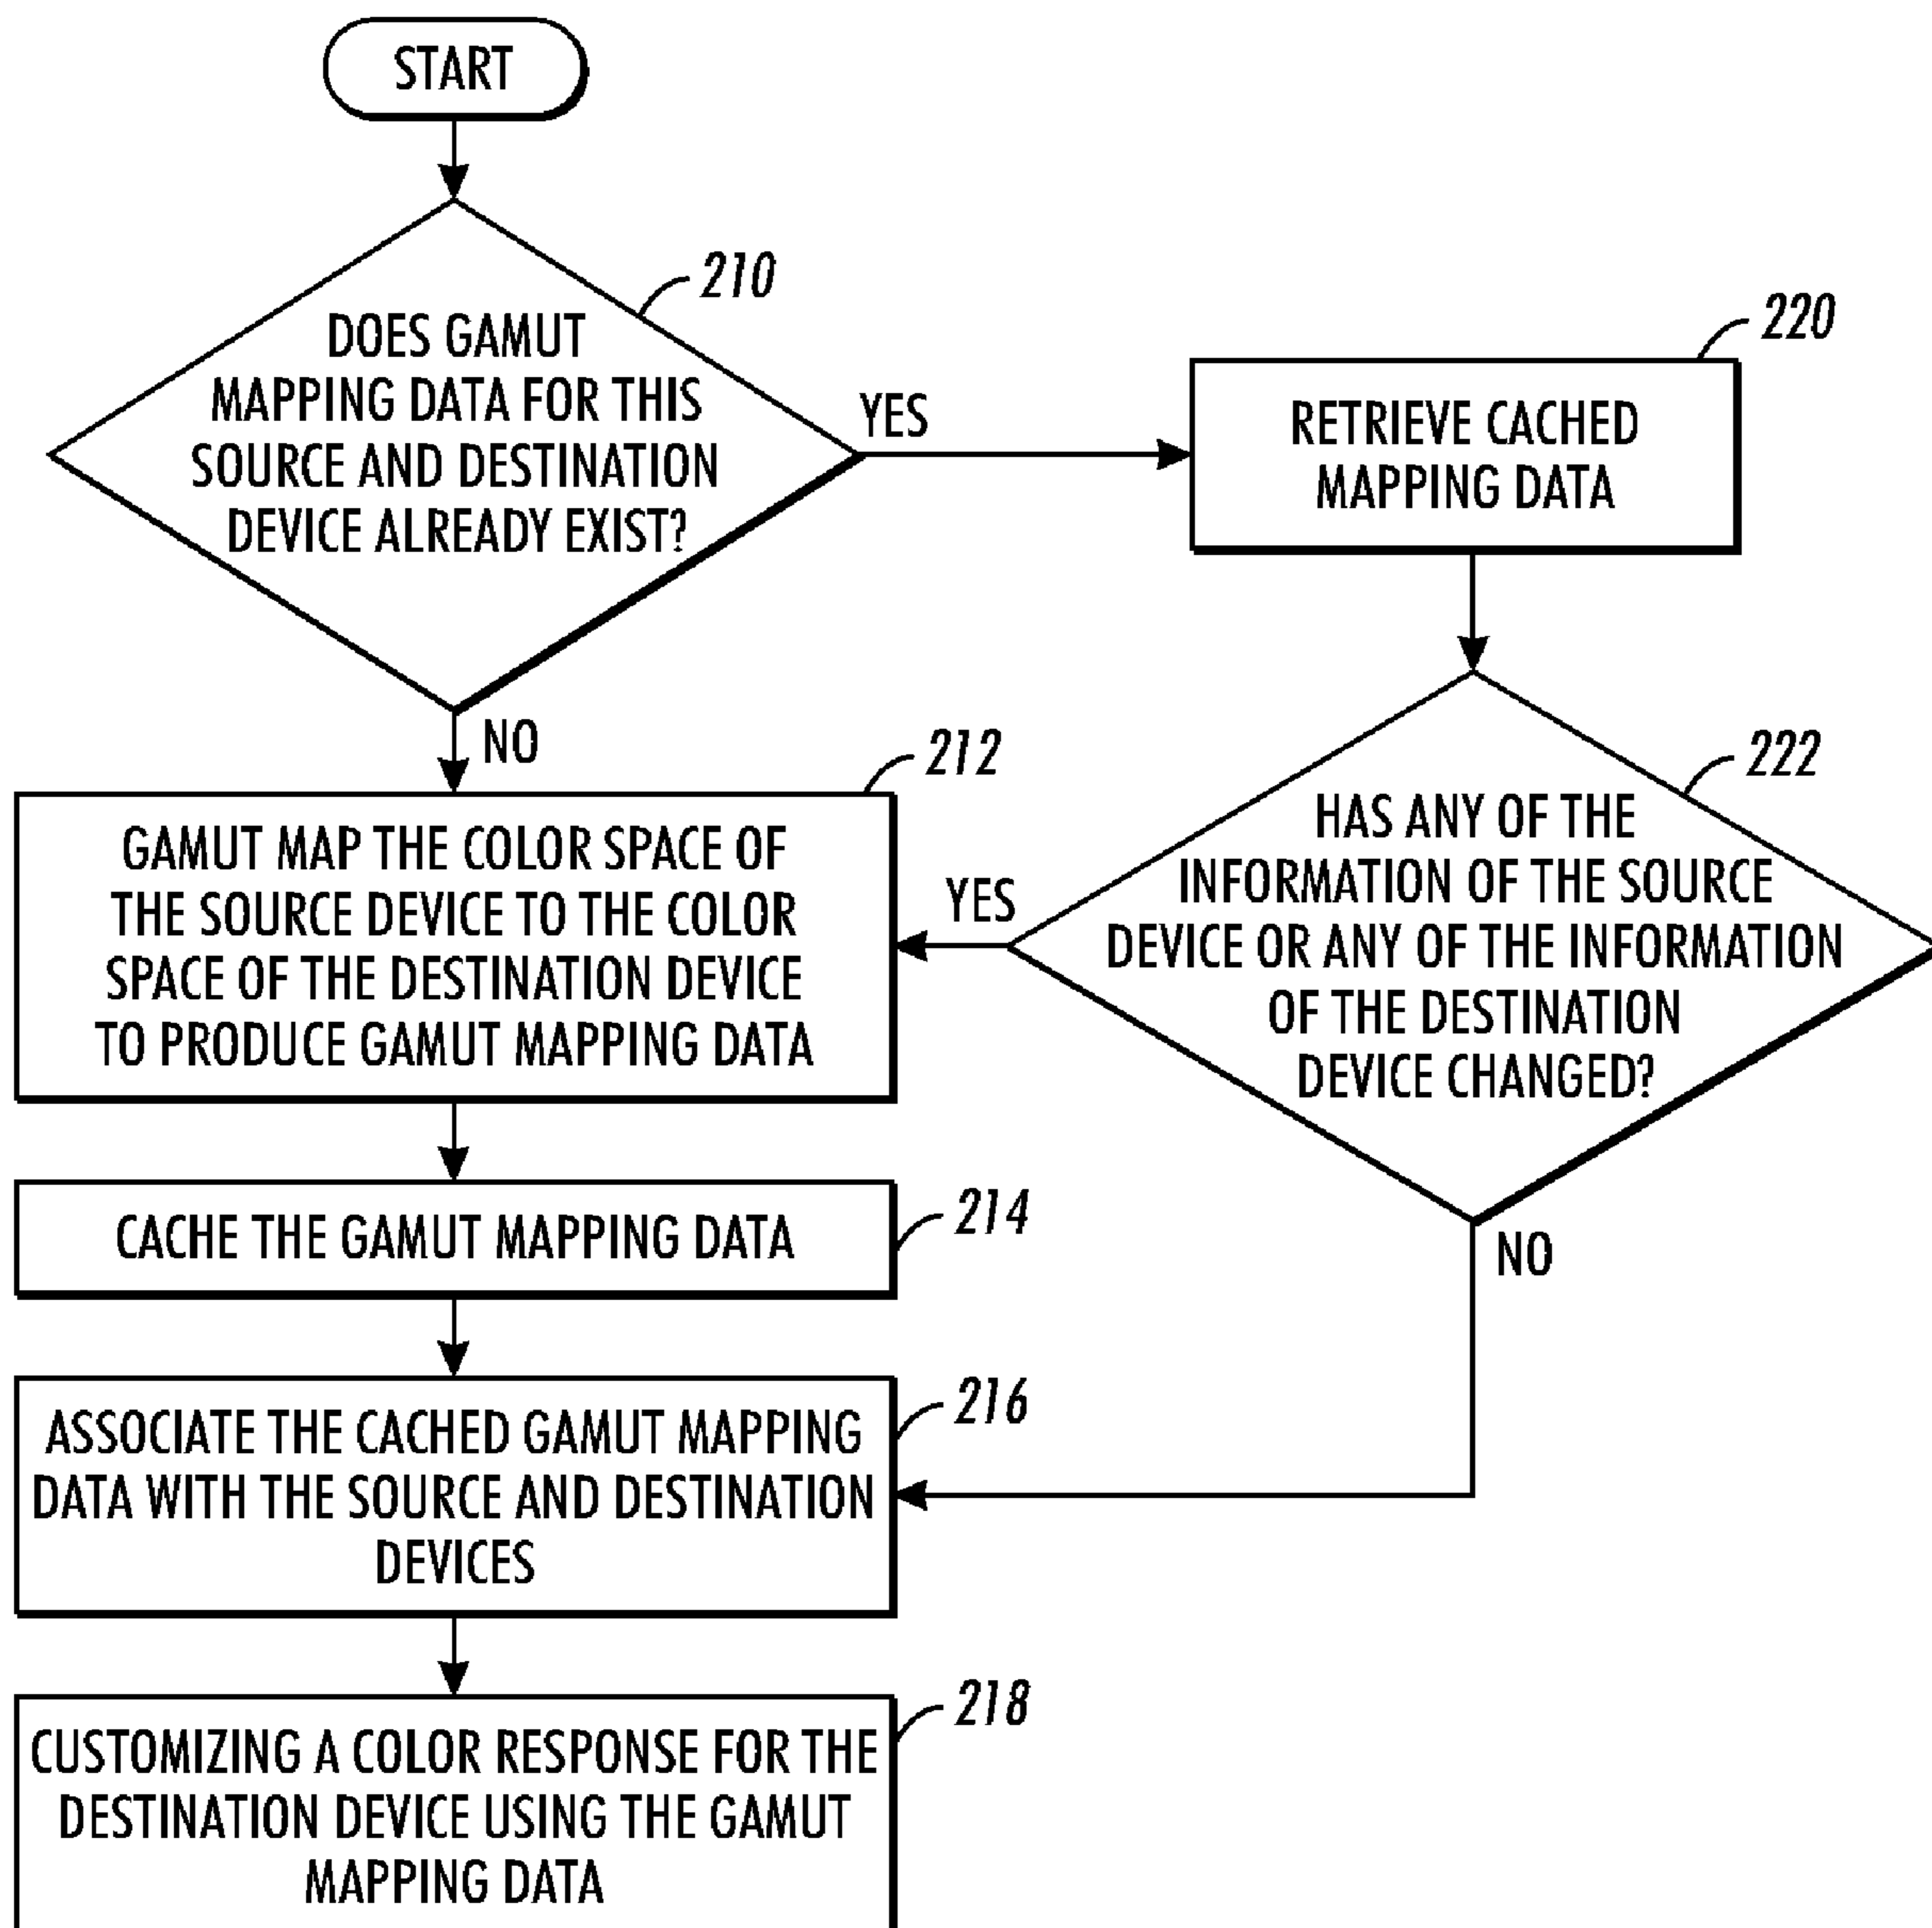 START
210
DOES GAMUT
MAPPING DATA FOR THIS
SOURCE AND DESTINATION
DEVICE ALREADY EXIST?
YES
220
RETRIEVE CACHED
MAPPING DATA
NO
212
GAMUT MAP THE COLOR SPACE OF
THE SOURCE DEVICE TO THE COLOR
SPACE OF THE DESTINATION DEVICE
TO PRODUCE GAMUT MAPPING DATA
222
HAS ANY OF THE
INFORMATION OF THE SOURCE
DEVICE OR ANY OF THE INFORMATION
OF THE DESTINATION
DEVICE CHANGED?
YES
NO
214
CACHE THE GAMUT MAPPING DATA
216
ASSOCIATE THE CACHED GAMUT MAPPING
DATA WITH THE SOURCE AND DESTINATION
DEVICES
218
CUSTOMIZING A COLOR RESPONSE FOR THE
DESTINATION DEVICE USING THE GAMUT
MAPPING DATA